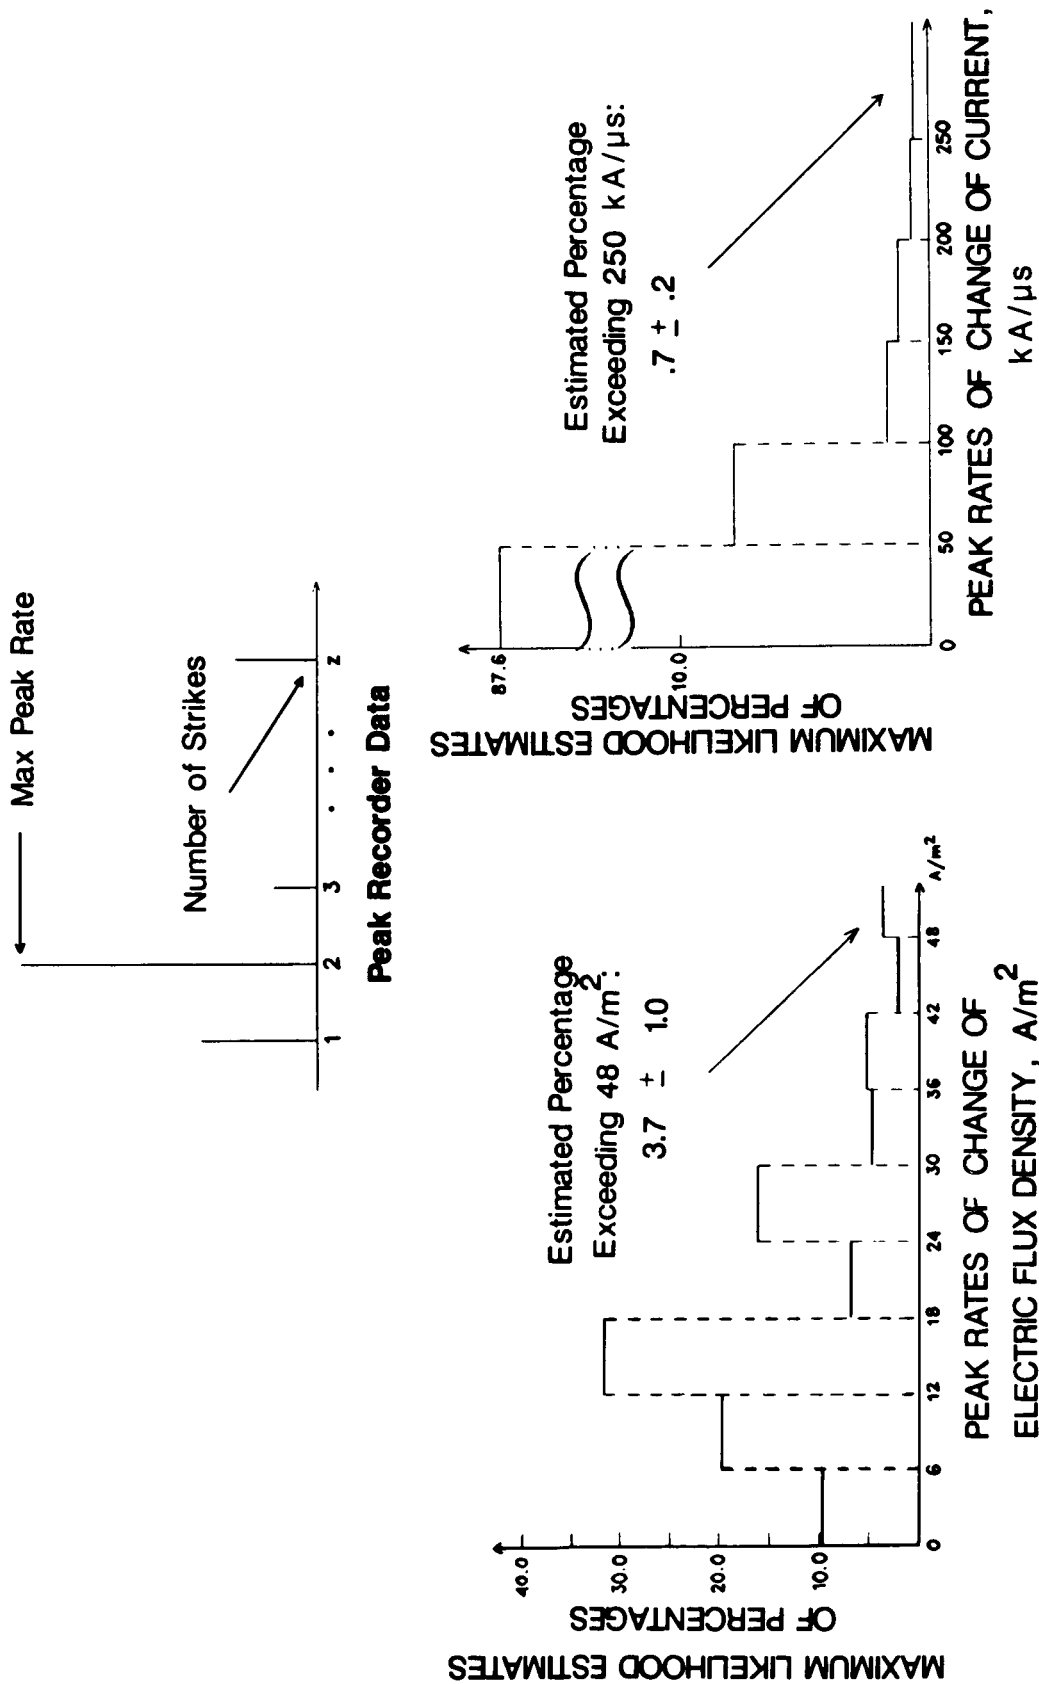 Max Peak Rate
Number of Strikes
1 2 3 . . . z
Peak Recorder Data
MAXIMUM LIKELIHOOD ESTIMATES
OF PERCENTAGES
40.0
30.0
20.0
10.0
Estimated Percentage
Exceeding 48 A/m²:
3.7 ± 1.0
0 6 12 18 24 30 36 42 48 A/m²
PEAK RATES OF CHANGE OF
ELECTRIC FLUX DENSITY, A/m²
MAXIMUM LIKELIHOOD ESTIMATES
OF PERCENTAGES
87.6
10.0
Estimated Percentage
Exceeding 250 kA/μs:
.7 ± .2
0 50 100 150 200 250
PEAK RATES OF CHANGE OF CURRENT,
kA/μs